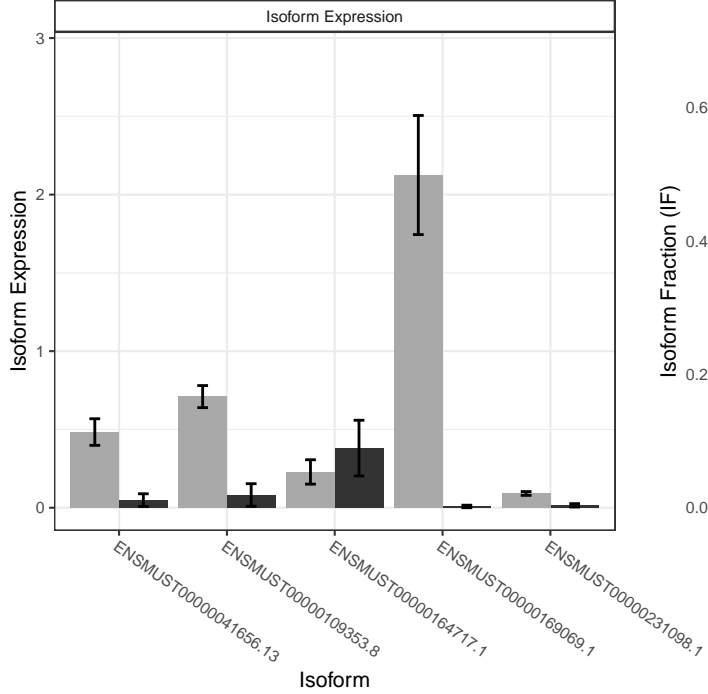 Isoform Expression
3
2
1
0
Isoform Expression
ENSMUST00000041656.13
ENSMUST00000109353.8
ENSMUST00000164717.1
ENSMUST00000169069.1
ENSMUST00000231098.1
Isoform
0.6
0.4
0.2
0.0
Isoform Fraction (IF)